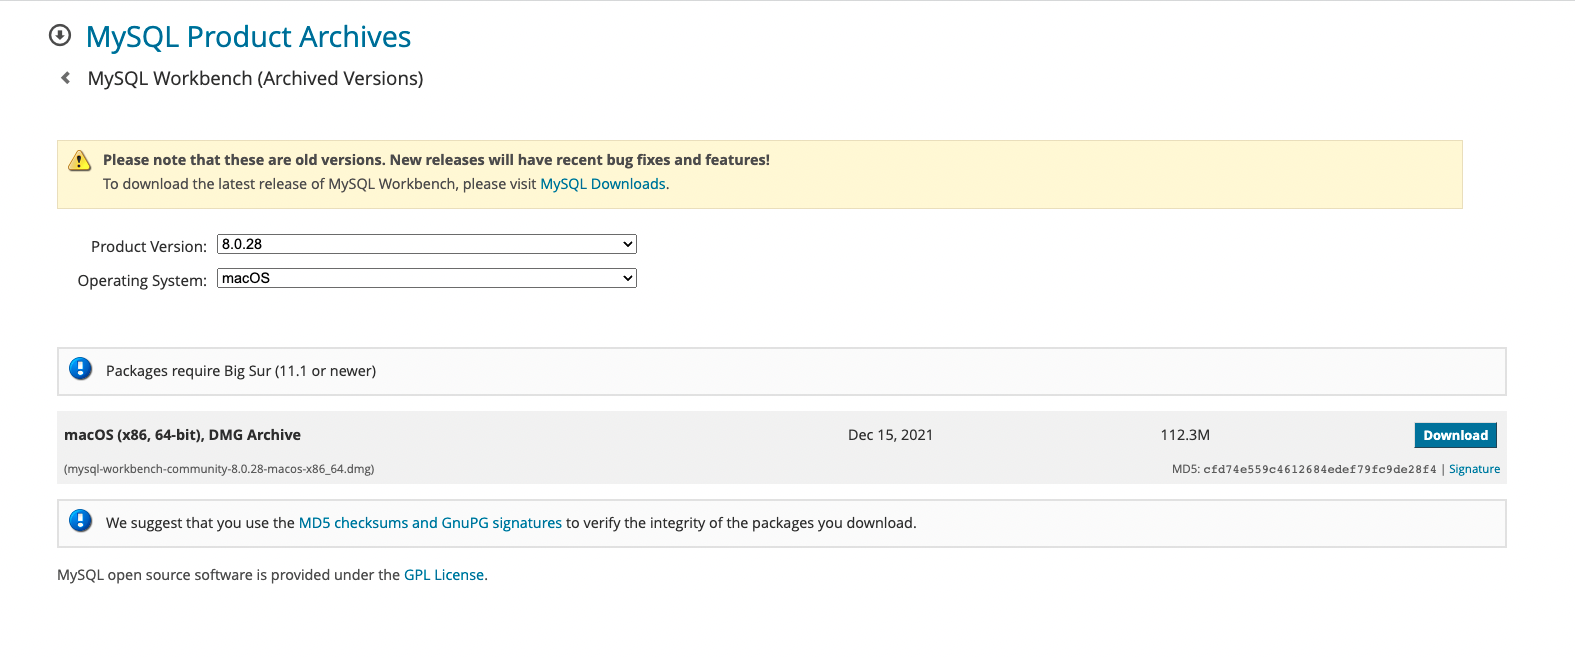 MySQL Product Archives
MySQL Workbench (Archived Versions)
Please note that these are old versions. New releases will have recent bug fixes and features!
To download the latest release of MySQL Workbench, please visit MySQL Downloads.
Product Version: 8.0.28
Operating System: macOS
Packages require Big Sur (11.1 or newer)
macOS (x86, 64-bit), DMG Archive Dec 15, 2021 112.3M Download
(mysql-workbench-community-8.0.28-macos-x86_64.dmg) MD5: cfd74e559c4612684edef79fc9de28f4 | Signature
We suggest that you use the MD5 checksums and GnuPG signatures to verify the integrity of the packages you download.
MySQL open source software is provided under the GPL License.